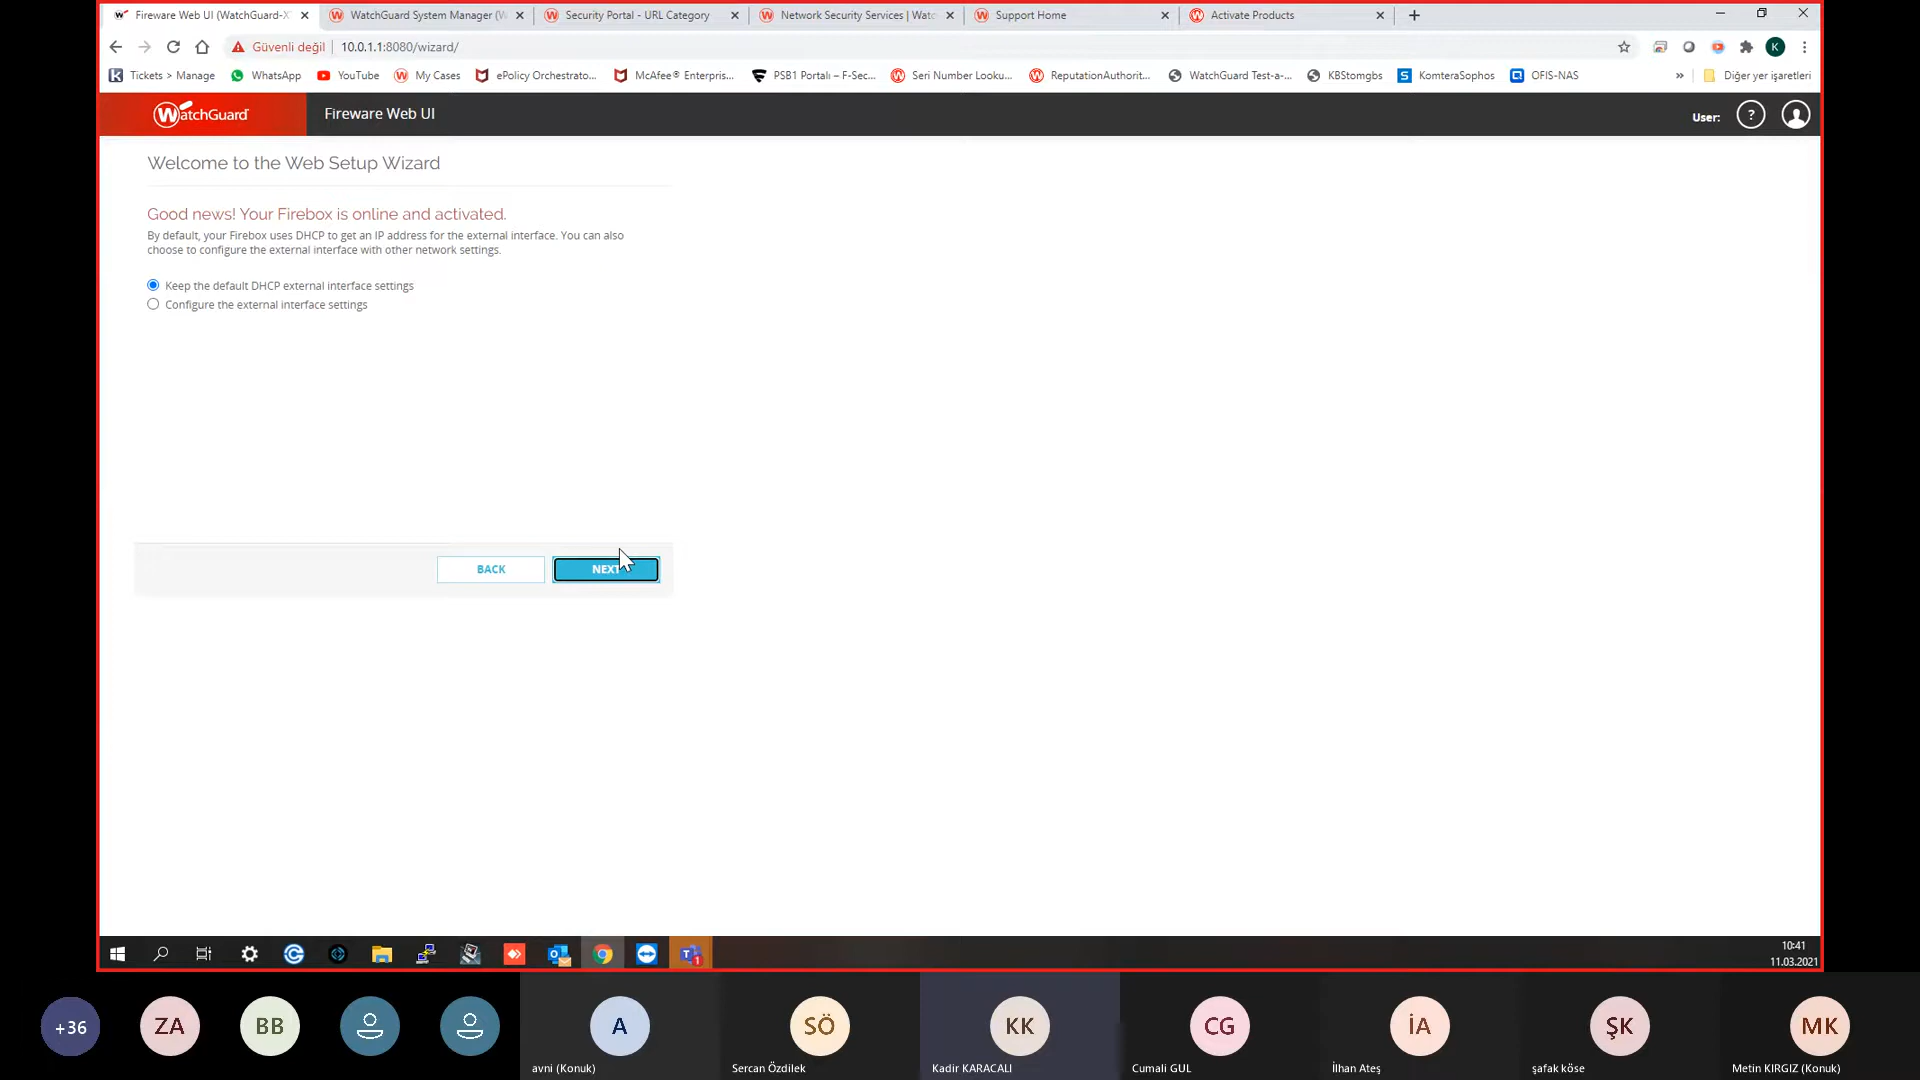 Fireware Web UI (WatchGuard-X
WatchGuard System Manager (W
Security Portal - URL Category
Network Security Services | Watc
Support Home
Activate Products
Güvenli değil
10.0.1.1:8080/wizard/
K
Tickets > Manage
WhatsApp
YouTube
My Cases
ePolicy Orchestrato...
McAfee® Enterpris...
PSB1 Portalı – F-Sec...
Seri Number Looku...
ReputationAuthorit...
WatchGuard Test-a-...
KBStomgbs
KomteraSophos
OFIS-NAS
»
Diğer yer işaretleri
WatchGuard
Fireware Web UI
User:
?
Welcome to the Web Setup Wizard
Good news! Your Firebox is online and activated.
By default, your Firebox uses DHCP to get an IP address for the external interface. You can also
choose to configure the external interface with other network settings.
Keep the default DHCP external interface settings
Configure the external interface settings
BACK
NEXT
10:41
11.03.2021
+36
ZA
BB
A
SÖ
KK
CG
İA
ŞK
MK
avni (Konuk)
Sercan Özdilek
Kadir KARACALI
Cumali GUL
İlhan Ateş
şafak köse
Metin KIRGIZ (Konuk)